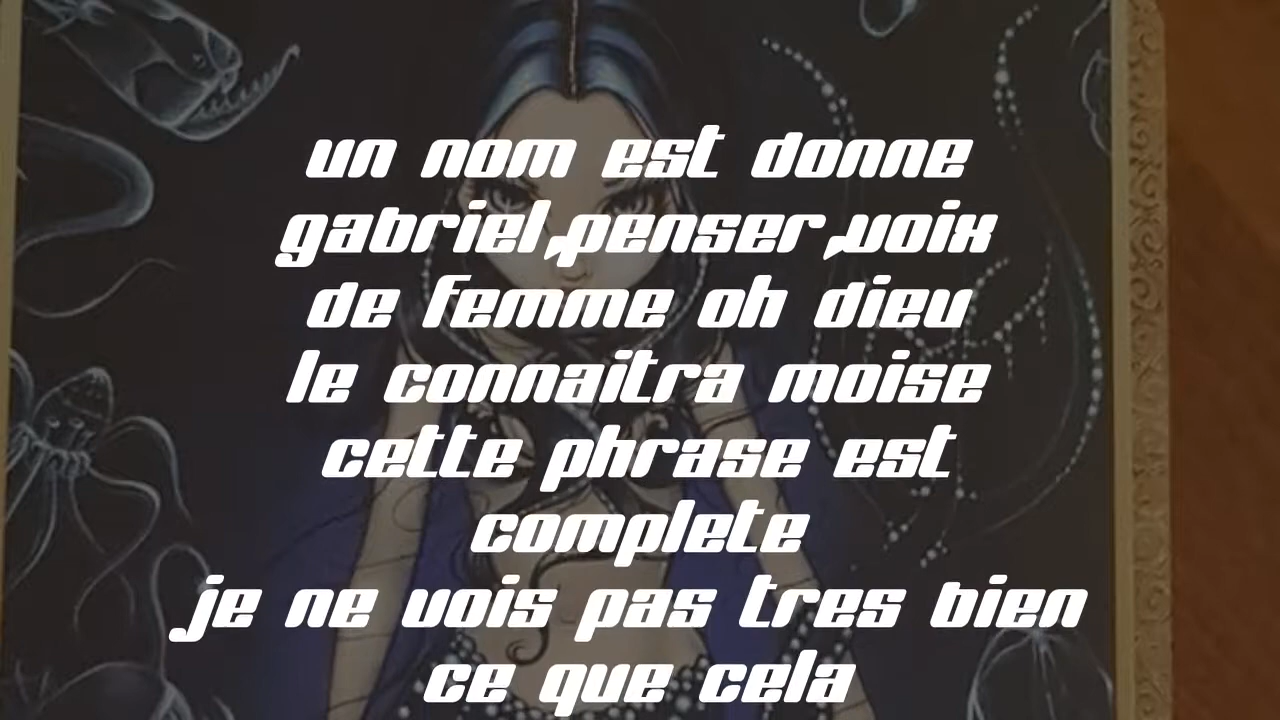 un nom est donne
gabriel,penser,voix
de femme oh dieu
le connaitra moise
cette phrase est
complete
je ne vois pas tres bien
ce que cela